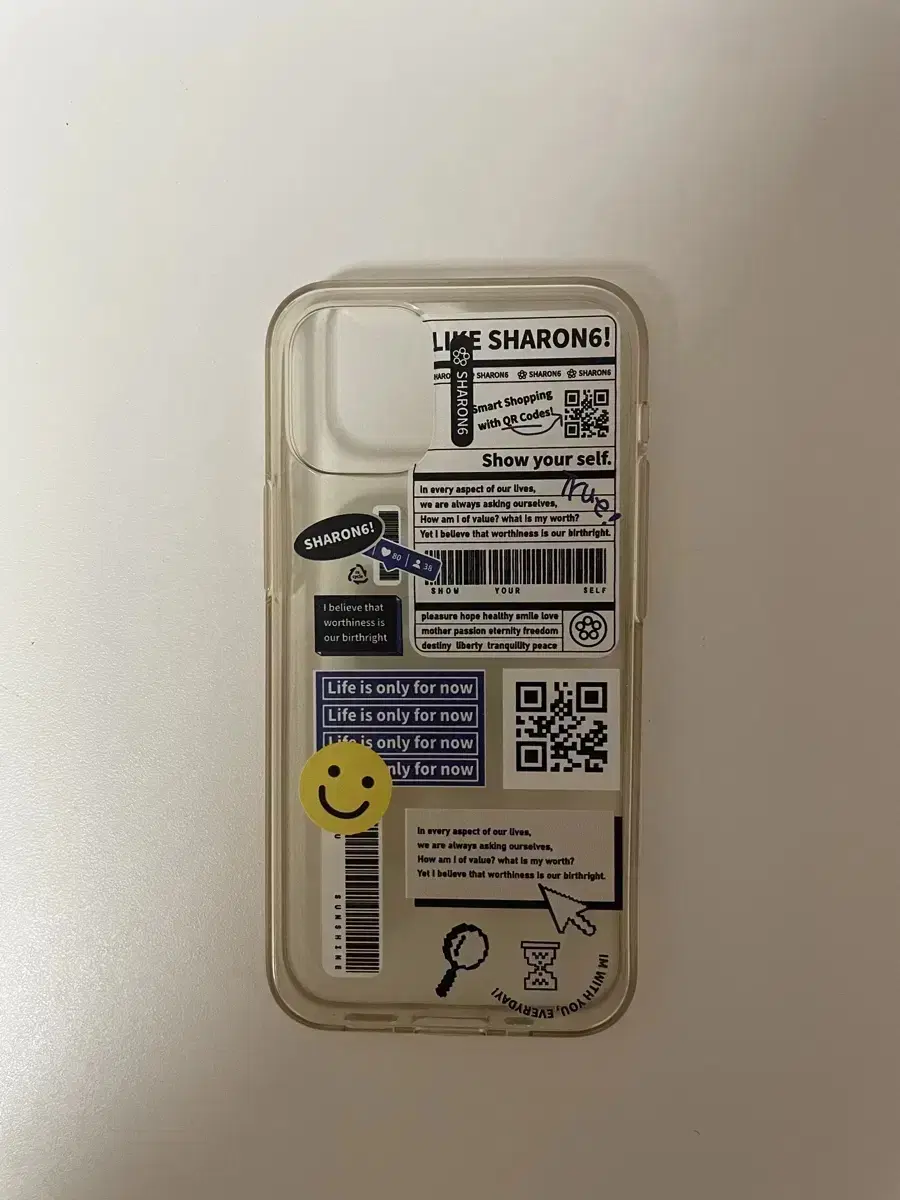 LIKE SHARON6!
SHARON6 SHARON6 SHARON6
SHARON6
Smart Shopping
with QR Codes!
Show your self.
True!
In every aspect of our lives,
we are always asking ourselves,
How am I of value? what is my worth?
Yet I believe that worthiness is our birthright.
SHOW YOUR SELF
pleasure hope healthy smile love
mother passion eternity freedom
destiny liberty tranquility peace
SHARON6!
80 38
I believe that
worthiness is
our birthright
Life is only for now
Life is only for now
Life is only for now
only for now
SUNSHINE
In every aspect of our lives,
we are always asking ourselves,
How am I of value? what is my worth?
Yet I believe that worthiness is our birthright.
IM WITH YOU, EVERYDAY!